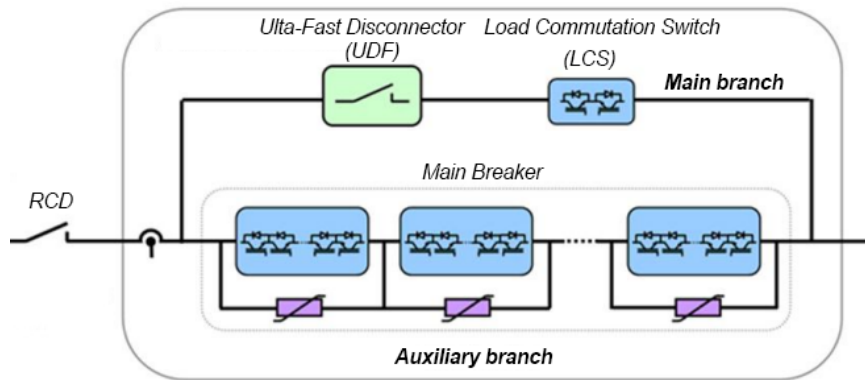 Ulta-Fast Disconnector
(UDF)
Load Commutation Switch
(LCS)
Main branch
Main Breaker
RCD
Auxiliary branch